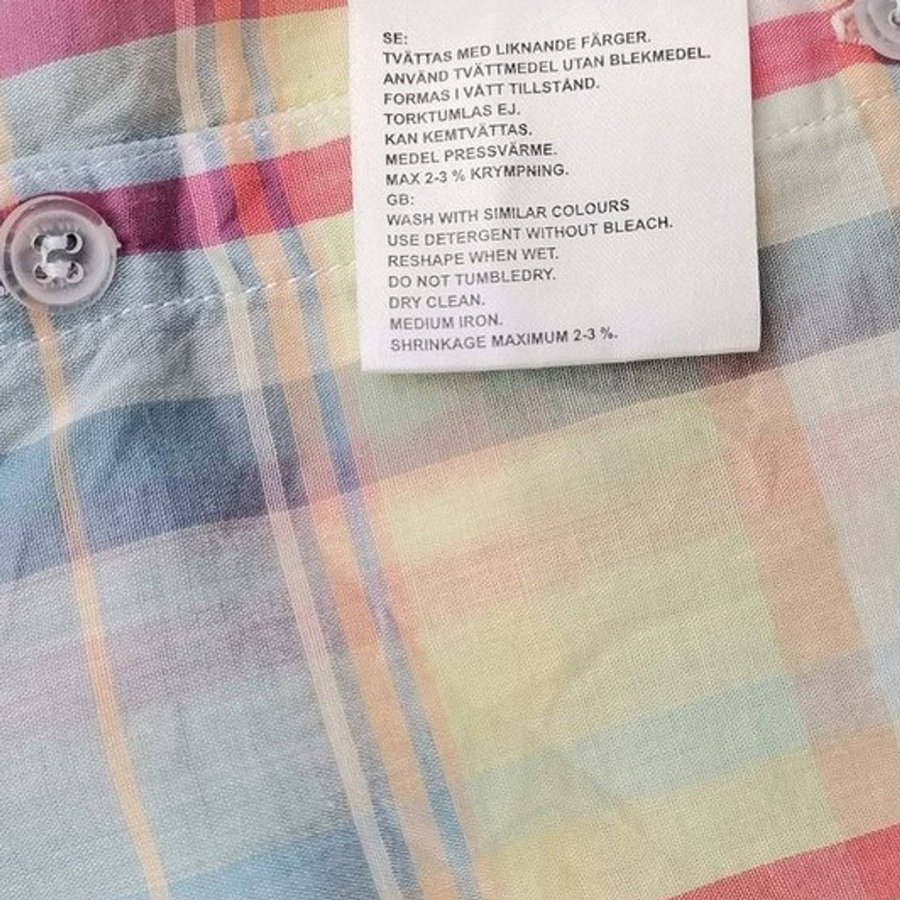 SE:
TVÄTTAS MED LIKNANDE FÄRGER.
ANVÄND TVÄTTMEDEL UTAN BLEKMEDEL.
FORMAS I VÅTT TILLSTÅND.
TORKTUMLAS EJ.
KAN KEMTVÄTTAS.
MEDEL PRESSVÄRME.
MAX 2-3 % KRYMPNING.
GB:
WASH WITH SIMILAR COLOURS
USE DETERGENT WITHOUT BLEACH.
RESHAPE WHEN WET.
DO NOT TUMBLEDRY.
DRY CLEAN.
MEDIUM IRON.
SHRINKAGE MAXIMUM 2-3 %.